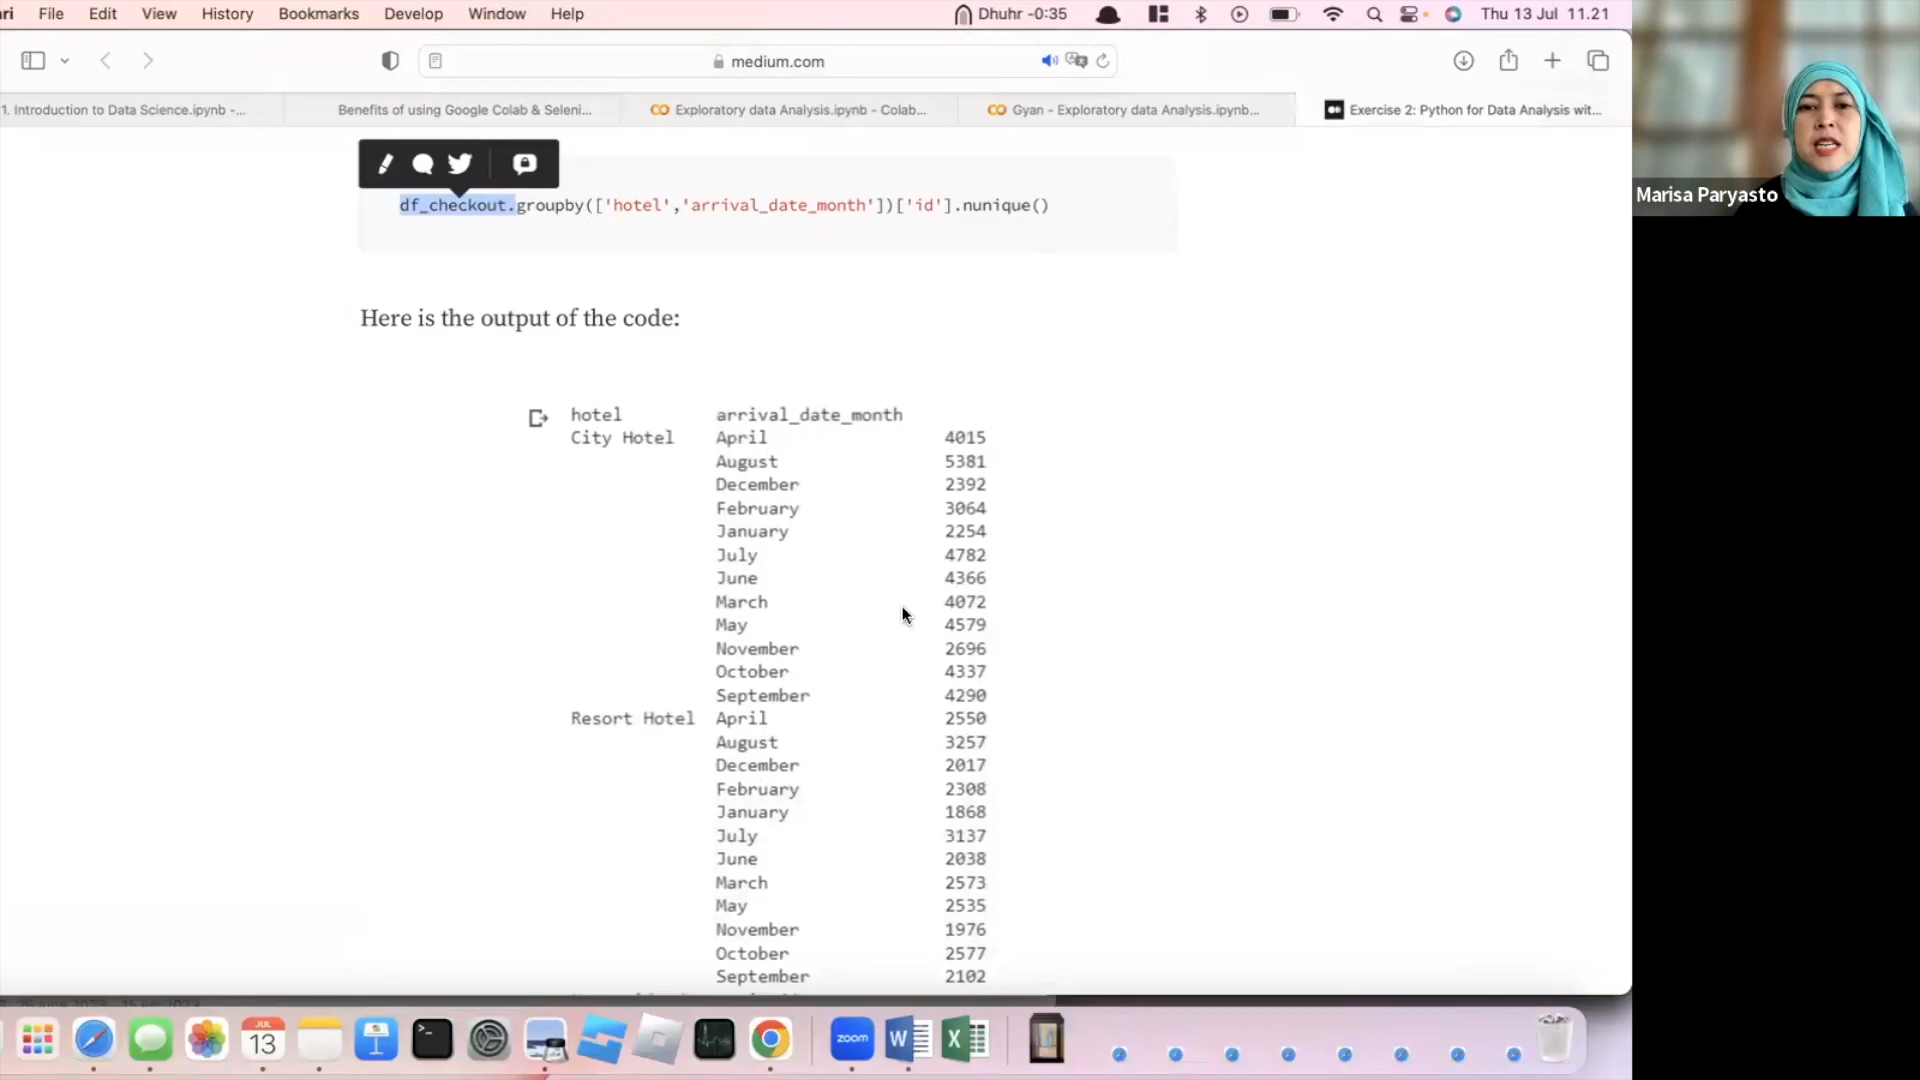 ri File Edit View History Bookmarks Develop Window Help Dhuhr -0:35 Thu 13 Jul 11.21
medium.com
1. Introduction to Data Science.ipynb -... Benefits of using Google Colab & Seleni... Exploratory data Analysis.ipynb - Colab... Gyan - Exploratory data Analysis.ipynb... Exercise 2: Python for Data Analysis wit...
df_checkout.groupby(['hotel','arrival_date_month'])['id'].nunique()
Here is the output of the code:
hotel arrival_date_month
City Hotel April 4015
August 5381
December 2392
February 3064
January 2254
July 4782
June 4366
March 4072
May 4579
November 2696
October 4337
September 4290
Resort Hotel April 2550
August 3257
December 2017
February 2308
January 1868
July 3137
June 2038
March 2573
May 2535
November 1976
October 2577
September 2102
Marisa Paryasto
JUL
13
zoom
W
X